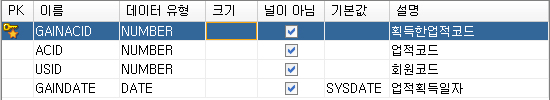 PK 이름 데이터 유형 크기 널이 아님 기본값 설명
GAINACID NUMBER 획득한업적코드
ACID NUMBER 업적코드
USID NUMBER 회원코드
GAINDATE DATE SYSDATE 업적획득일자